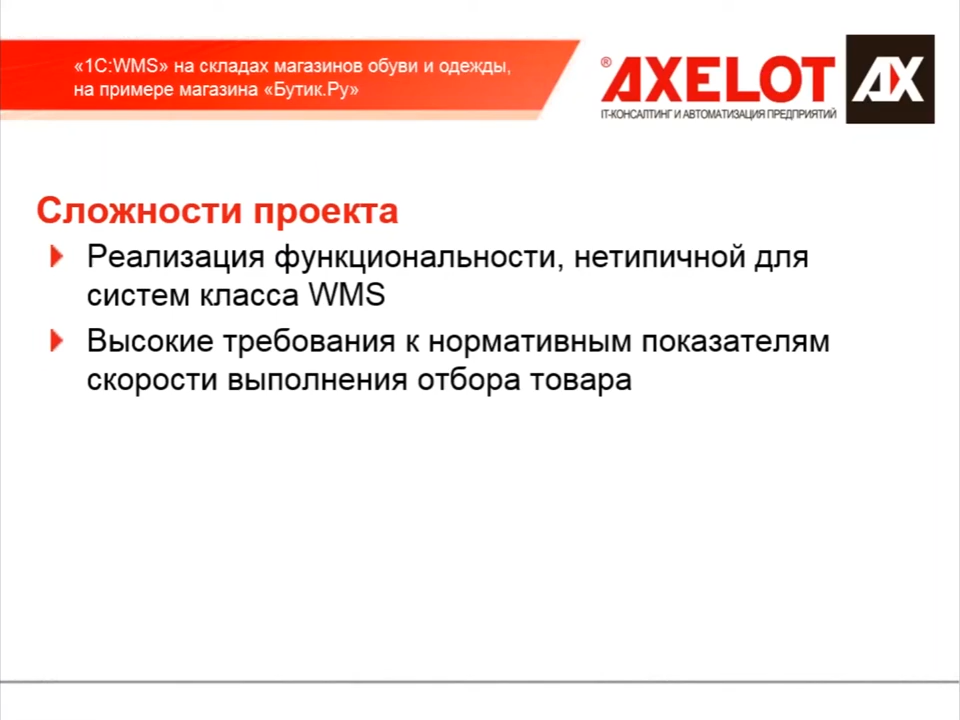 «1С:WMS» на складах магазинов обуви и одежды,
на примере магазина «Бутик.Ру»
® AXELOT AX
IT-КОНСАЛТИНГ И АВТОМАТИЗАЦИЯ ПРЕДПРИЯТИЙ
Сложности проекта
Реализация функциональности, нетипичной для
систем класса WMS
Высокие требования к нормативным показателям
скорости выполнения отбора товара